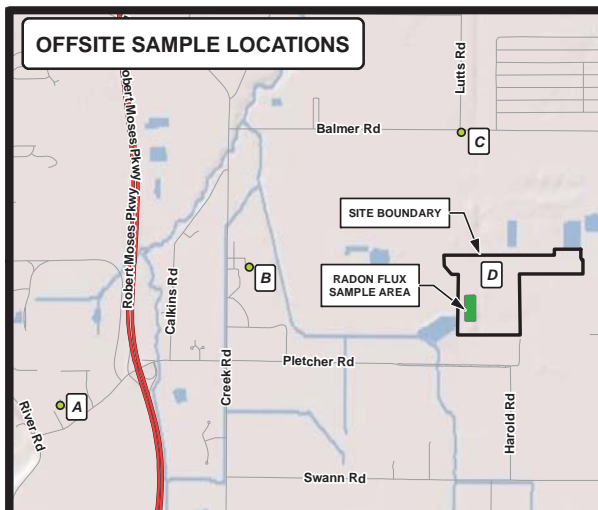 OFFSITE SAMPLE LOCATIONS
Robert Moses Pkwy
Robert Moses Pkwy
Lutts Rd
Balmer Rd
C
SITE BOUNDARY
B
D
RADON FLUX
SAMPLE AREA
Calkins Rd
Creek Rd
Pletcher Rd
A
River Rd
Harold Rd
Swann Rd